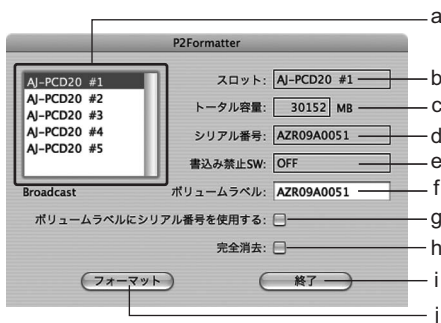 a
P2Formatter
AJ-PCD20 #1
AJ-PCD20 #2
AJ-PCD20 #3
AJ-PCD20 #4
AJ-PCD20 #5
Broadcast
スロット: AJ-PCD20 #1 b
トータル容量: 30152 MB c
シリアル番号: AZR09A0051 d
書込み禁止SW: OFF e
ボリュームラベル: AZR09A0051 f
ボリュームラベルにシリアル番号を使用する: g
完全消去: h
フォーマット 終了 i
j